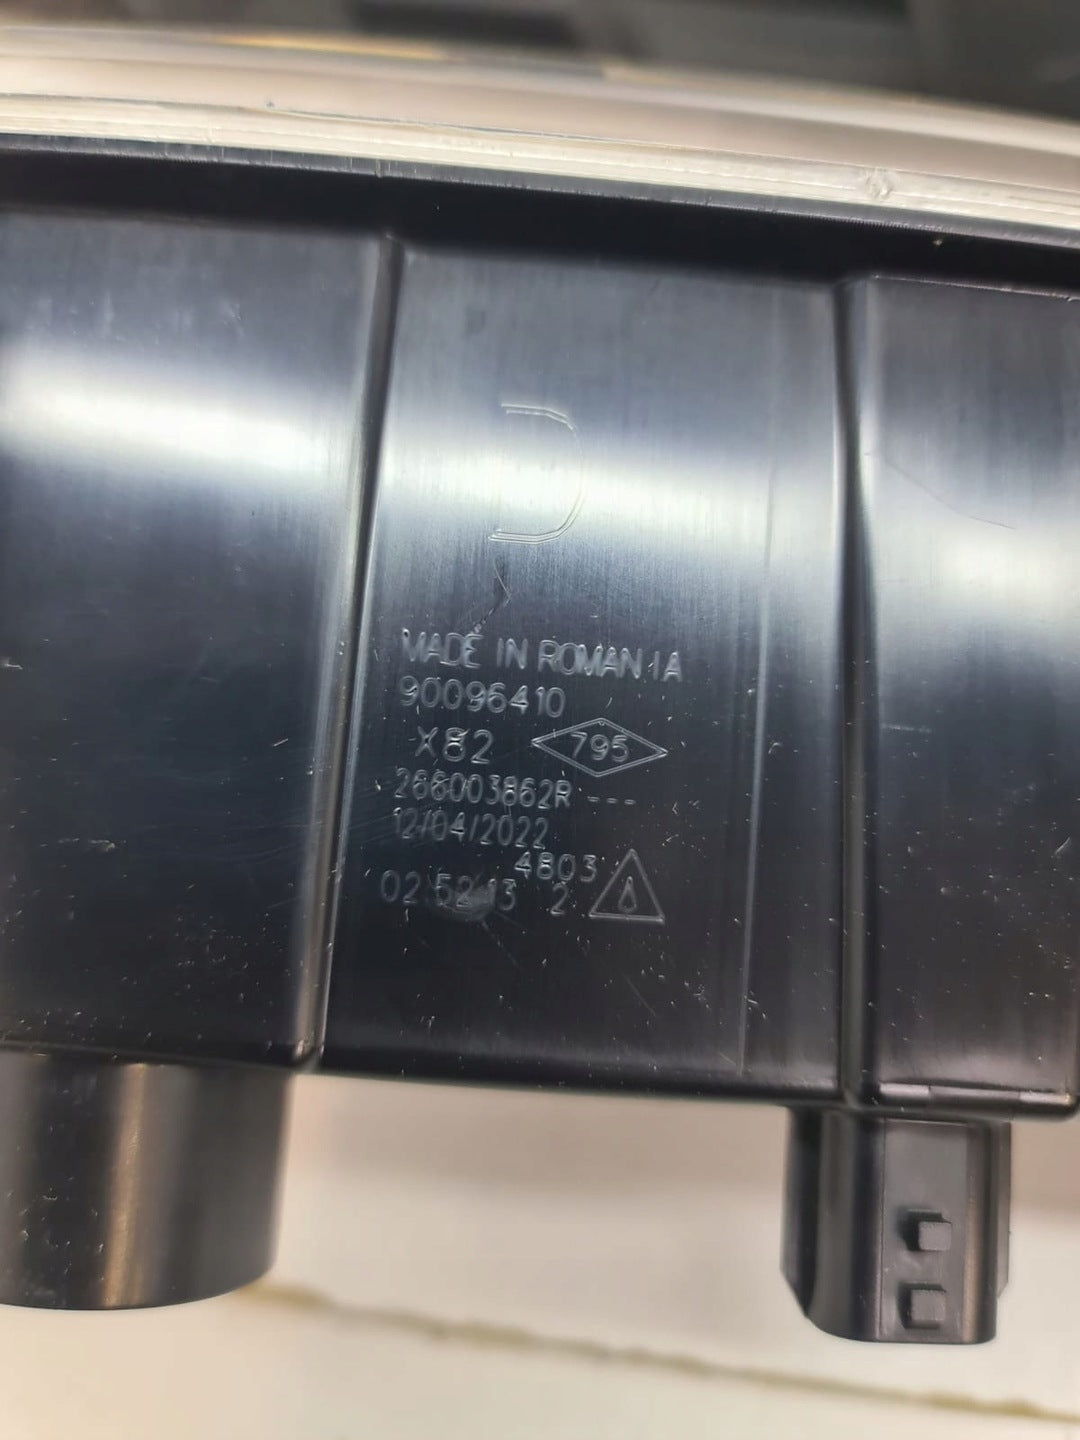 D
MADE IN ROMANIA
90096410
X82 795
266003862R ---
12/04/2022
4803
02 52 13 2